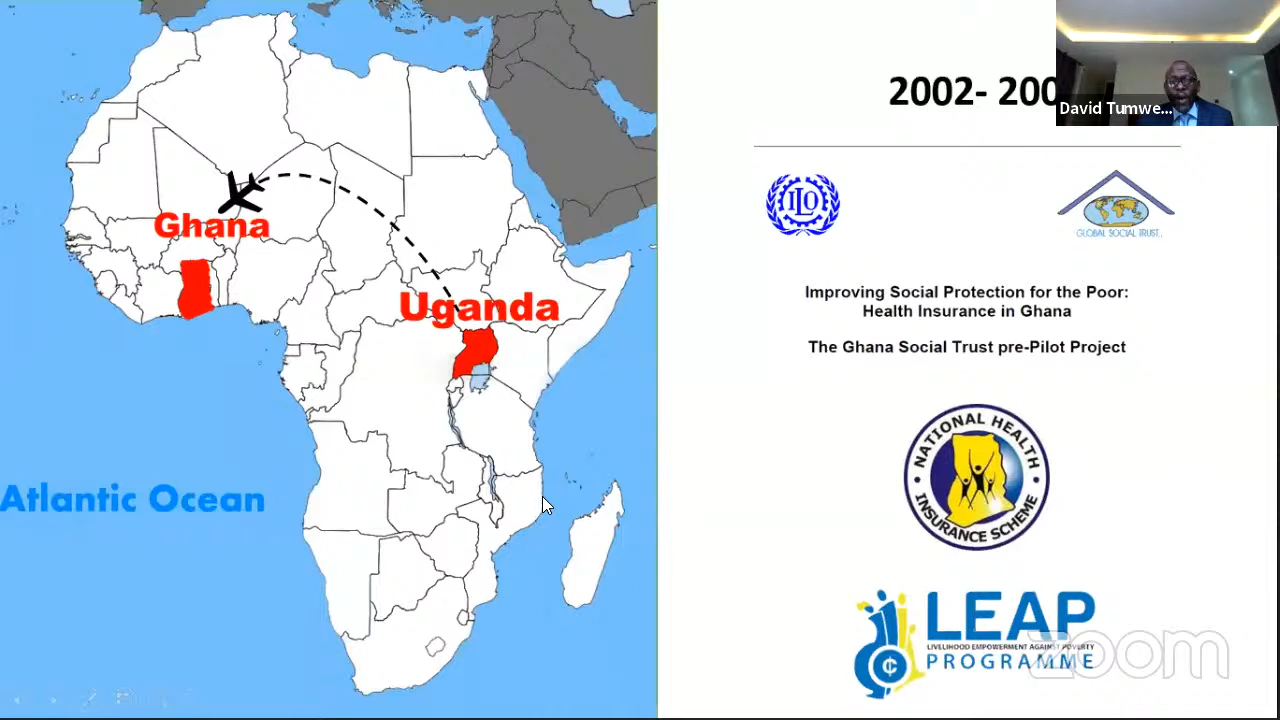 2002- 200
David Tumwe...
ILO
GLOBAL SOCIAL TRUST
Ghana
Uganda
Atlantic Ocean
Improving Social Protection for the Poor:
Health Insurance in Ghana
The Ghana Social Trust pre-Pilot Project
NATIONAL HEALTH
INSURANCE SCHEME
LEAP
LIVELIHOOD EMPOWERMENT AGAINST POVERTY
PROGRAMME
zoom